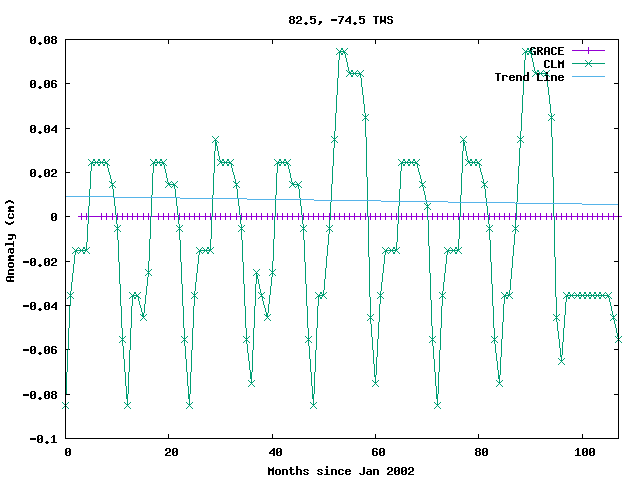 82.5, -74.5 TWS
GRACE
CLM
Trend Line
0.08
0.06
0.04
0.02
0
-0.02
-0.04
-0.06
-0.08
-0.1
Anomaly (cm)
0 20 40 60 80 100
Months since Jan 2002